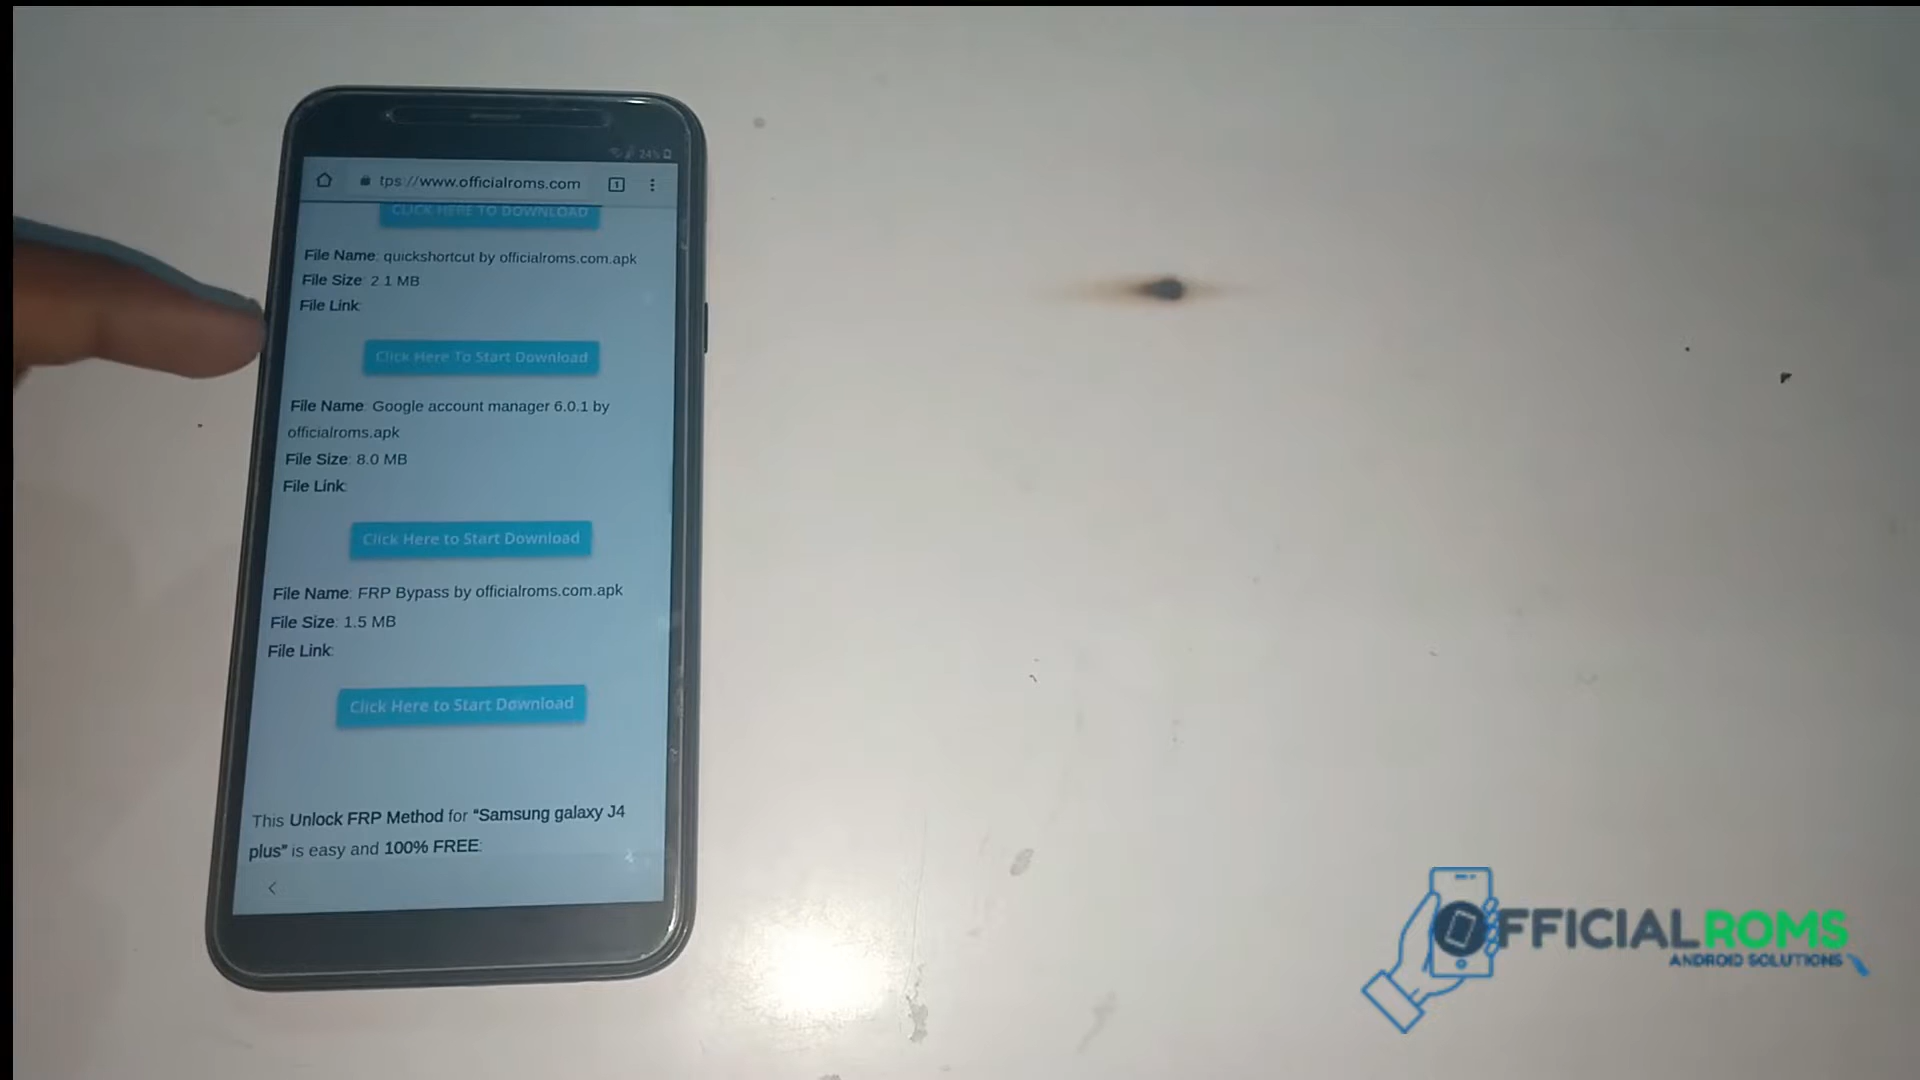 24%
tps://www.officialroms.com
1
CLICK HERE TO DOWNLOAD
File Name: quickshortcut by officialroms.com.apk
File Size: 2.1 MB
File Link:
Click Here To Start Download
File Name: Google account manager 6.0.1 by
officialroms.apk
File Size: 8.0 MB
File Link:
Click Here to Start Download
File Name: FRP Bypass by officialroms.com.apk
File Size: 1.5 MB
File Link:
Click Here to Start Download
This Unlock FRP Method for “Samsung galaxy J4
plus” is easy and 100% FREE:
OFFICIALROMS
ANDROID SOLUTIONS